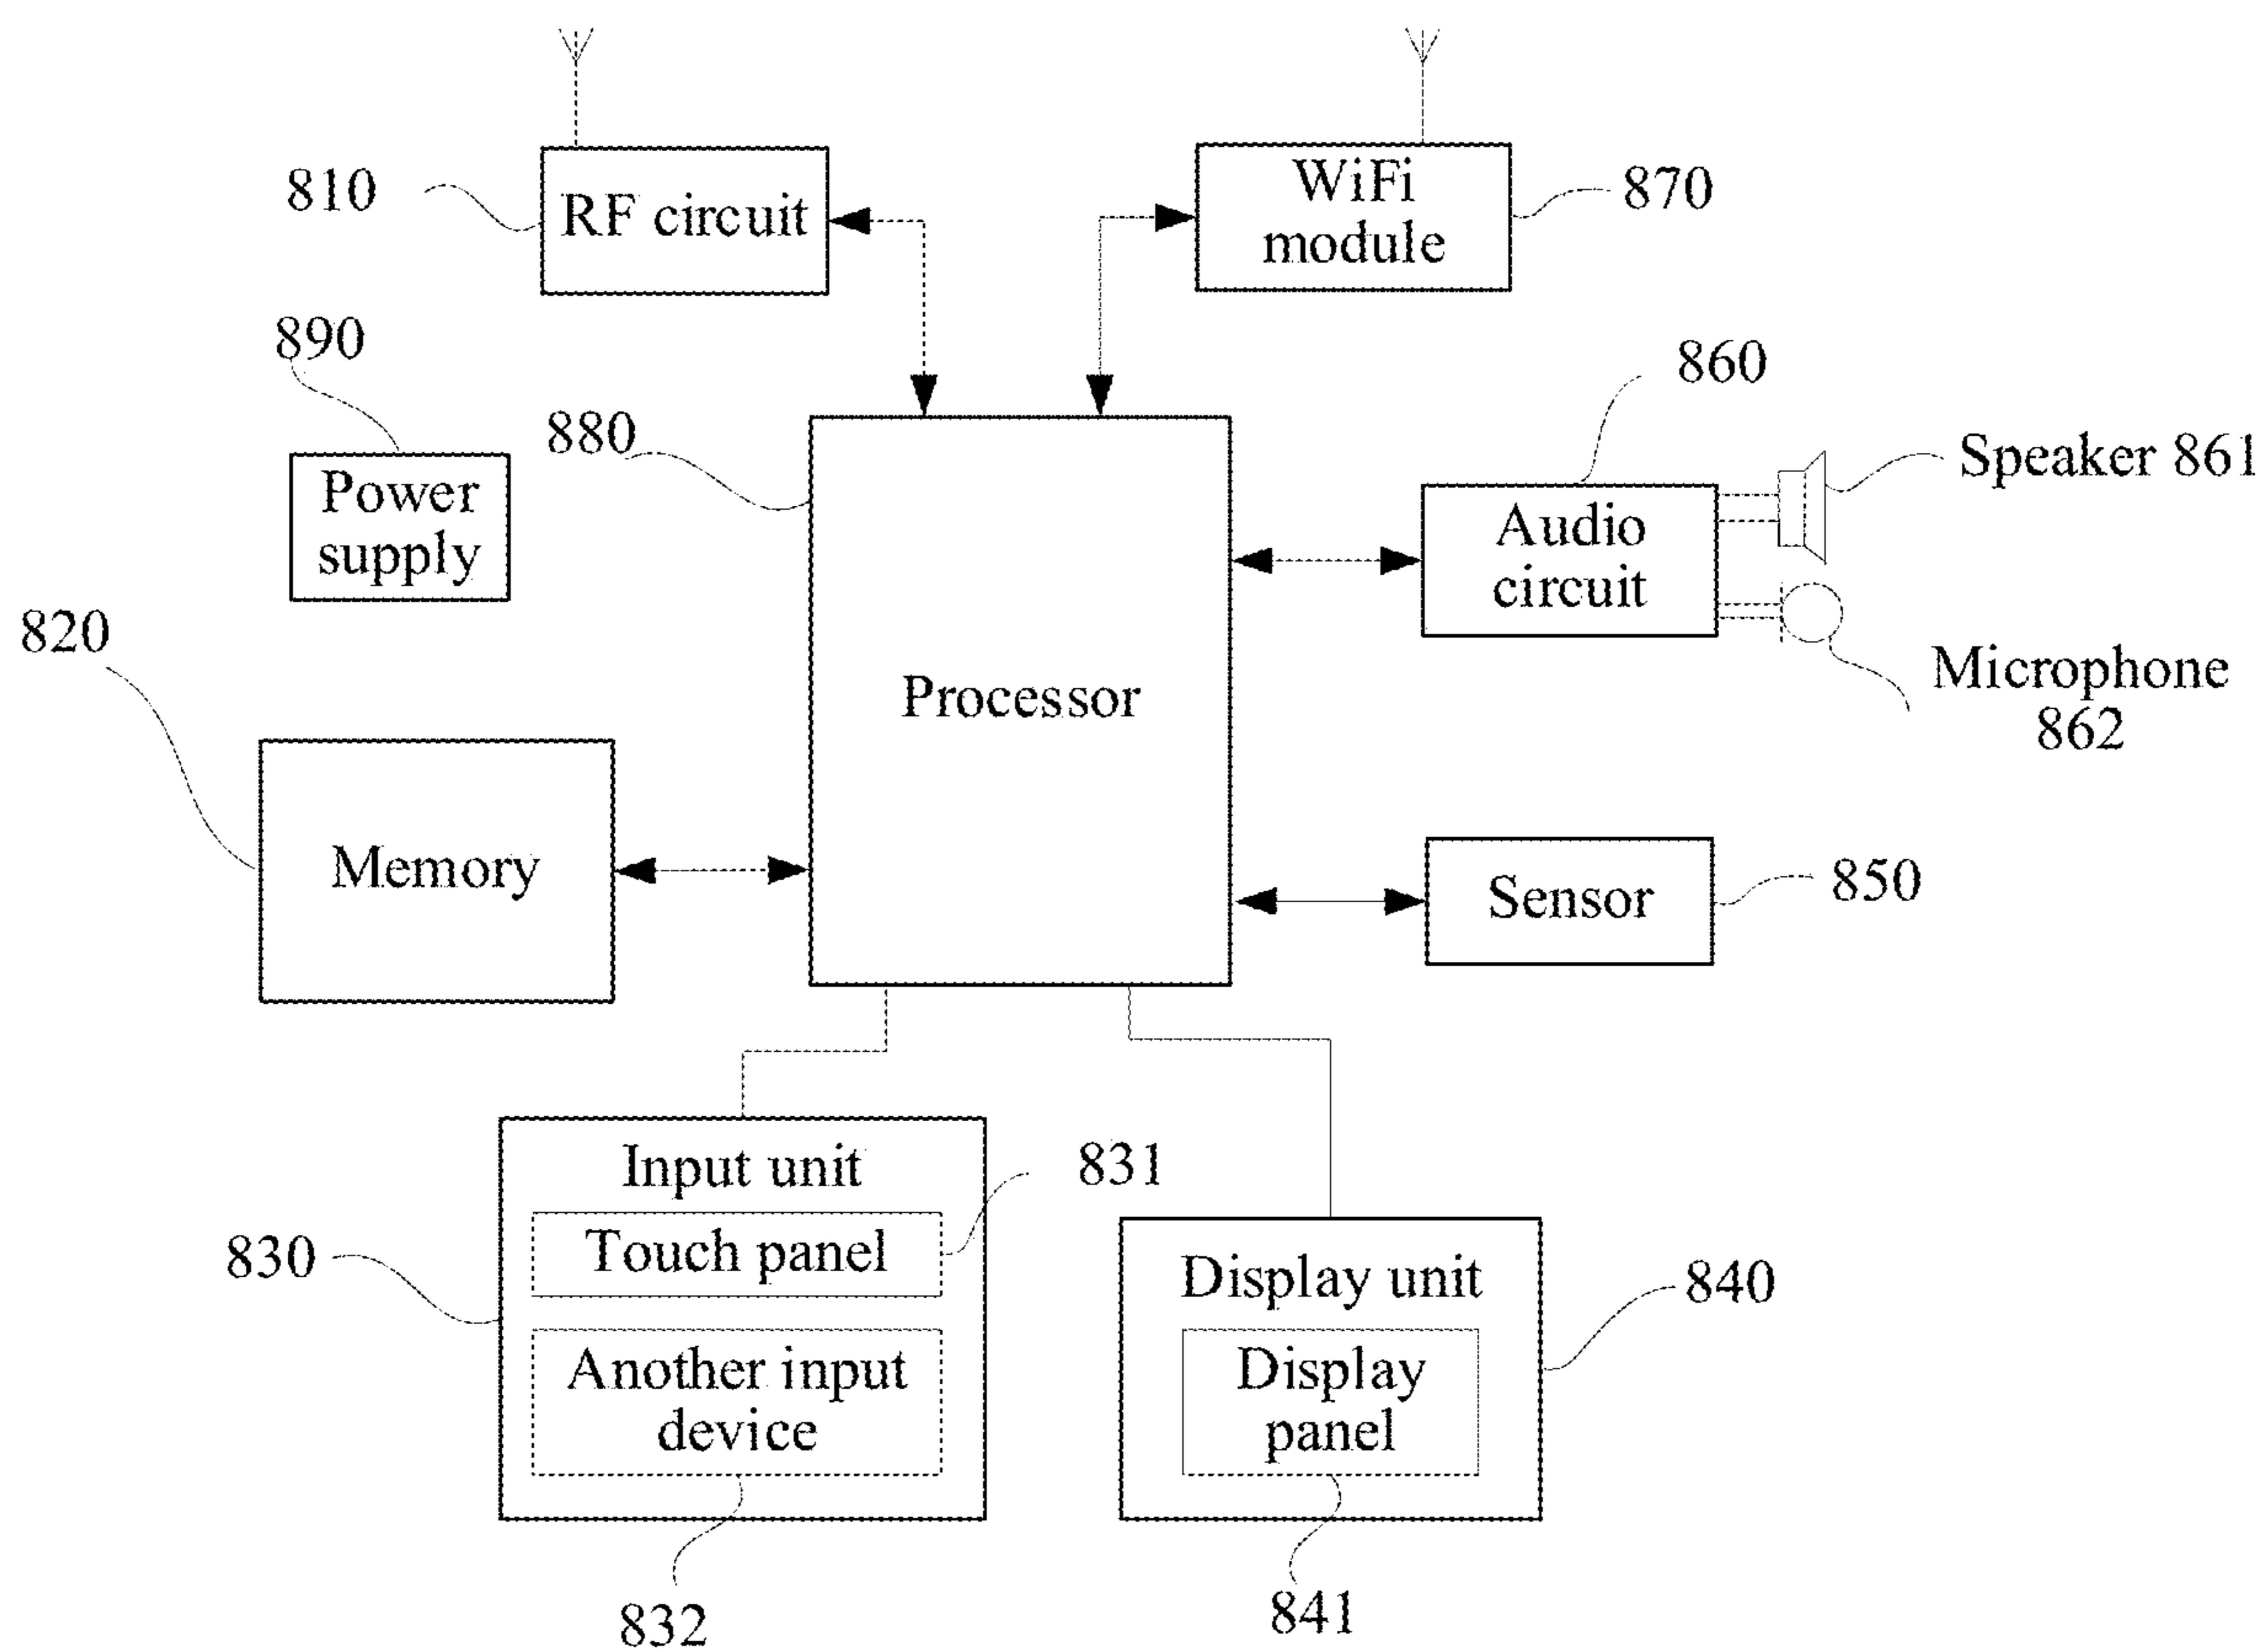 810
RF circuit
WiFi
module
870
890
Power
supply
880
Processor
860
Audio
circuit
Speaker 861
Microphone
862
820
Memory
Sensor
850
Input unit
831
Touch panel
830
Another input
device
832
Display unit
840
Display
panel
841